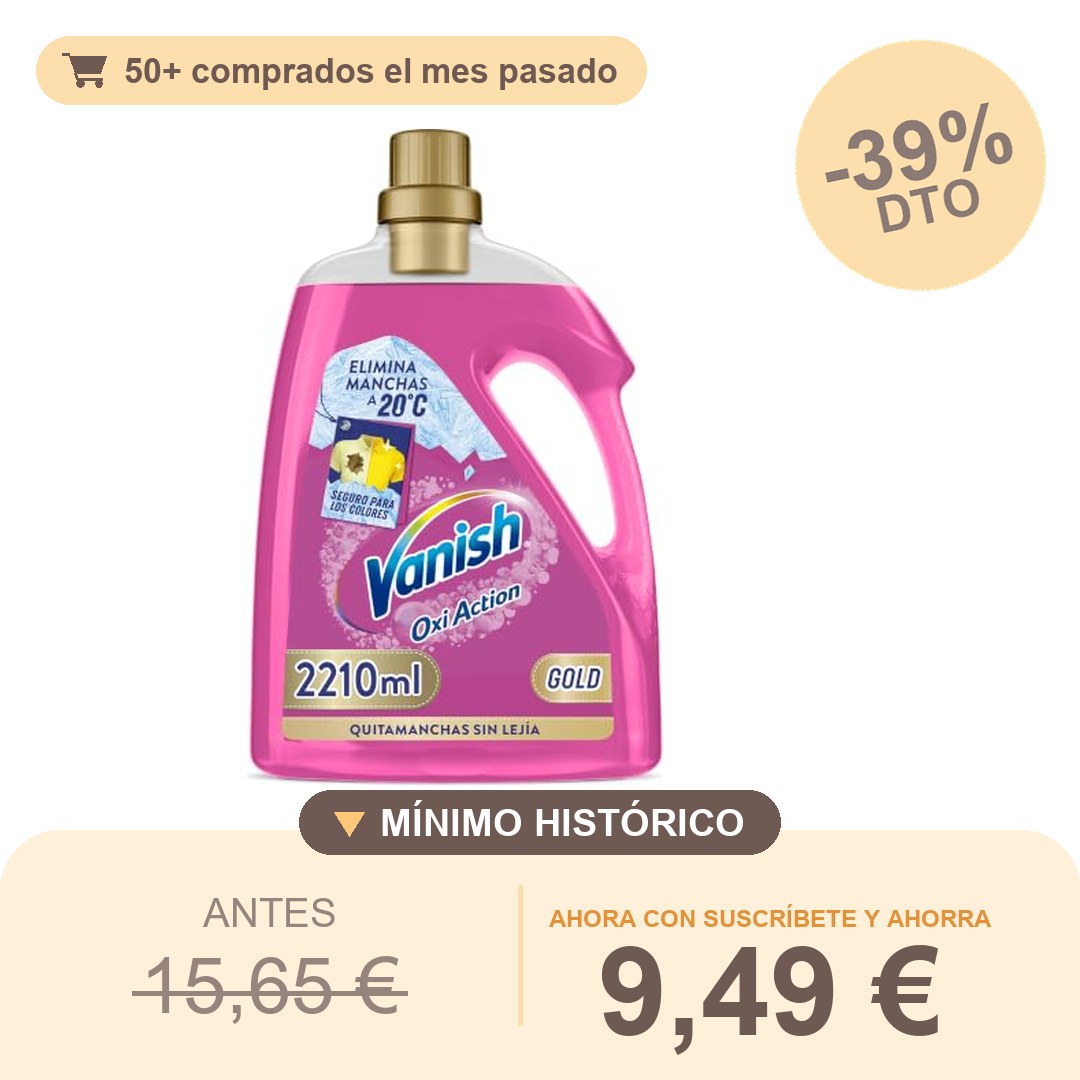 50+ comprados el mes pasado
-39%
DTO
ELIMINA
MANCHAS
A 20°C
SEGURO PARA
LOS COLORES
Vanish
Oxi Action
2210ml
GOLD
QUITAMANCHAS SIN LEJÍA
MÍNIMO HISTÓRICO
ANTES
15,65 €
AHORA CON SUSCRÍBETE Y AHORRA
9,49 €